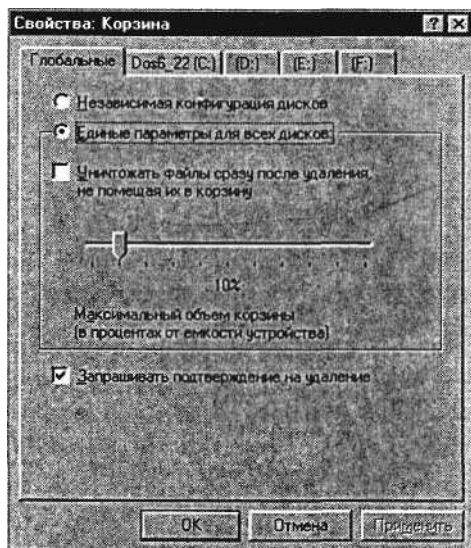 Свойства: Корзина
Глобальные Dos6_22 (C:) (D:) (E:) (F:)
Независимая конфигурация дисков
Единые параметры для всех дисков:
Уничтожать файлы сразу после удаления,
не помещая их в корзину
10%
Максимальный объем корзины
(в процентах от емкости устройства)
Запрашивать подтверждение на удаление
OK Отмена Применить